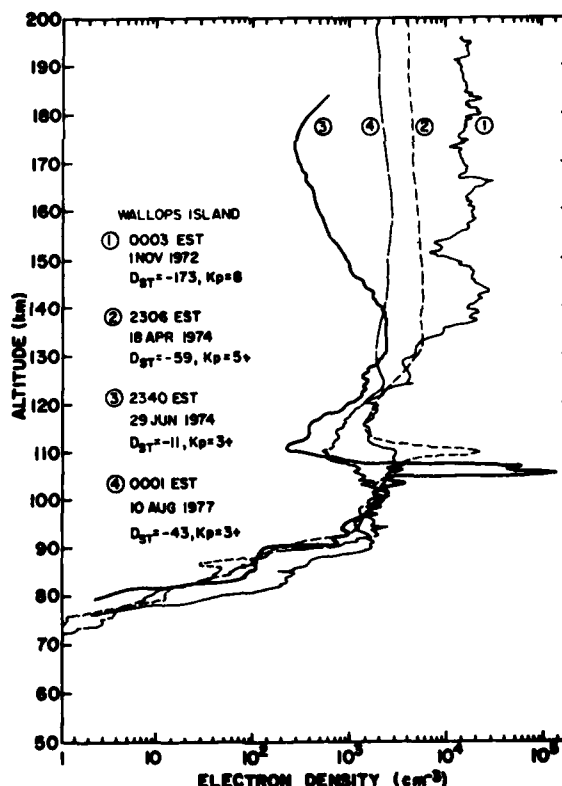 200
190
180
170
160
150
140
130
120
110
100
90
80
70
60
50
ALTITUDE (km)
③ ④ ② ①
WALLOPS ISLAND
① 0003 EST
1 NOV 1972
DST=-173, Kp=8
② 2306 EST
18 APR 1974
DST=-59, Kp=5+
③ 2340 EST
29 JUN 1974
DST=-11, Kp=3+
④ 0001 EST
10 AUG 1977
DST=-43, Kp=3+
1 10 10² 10³ 10⁴ 10⁵
ELECTRON DENSITY (cm⁻³)